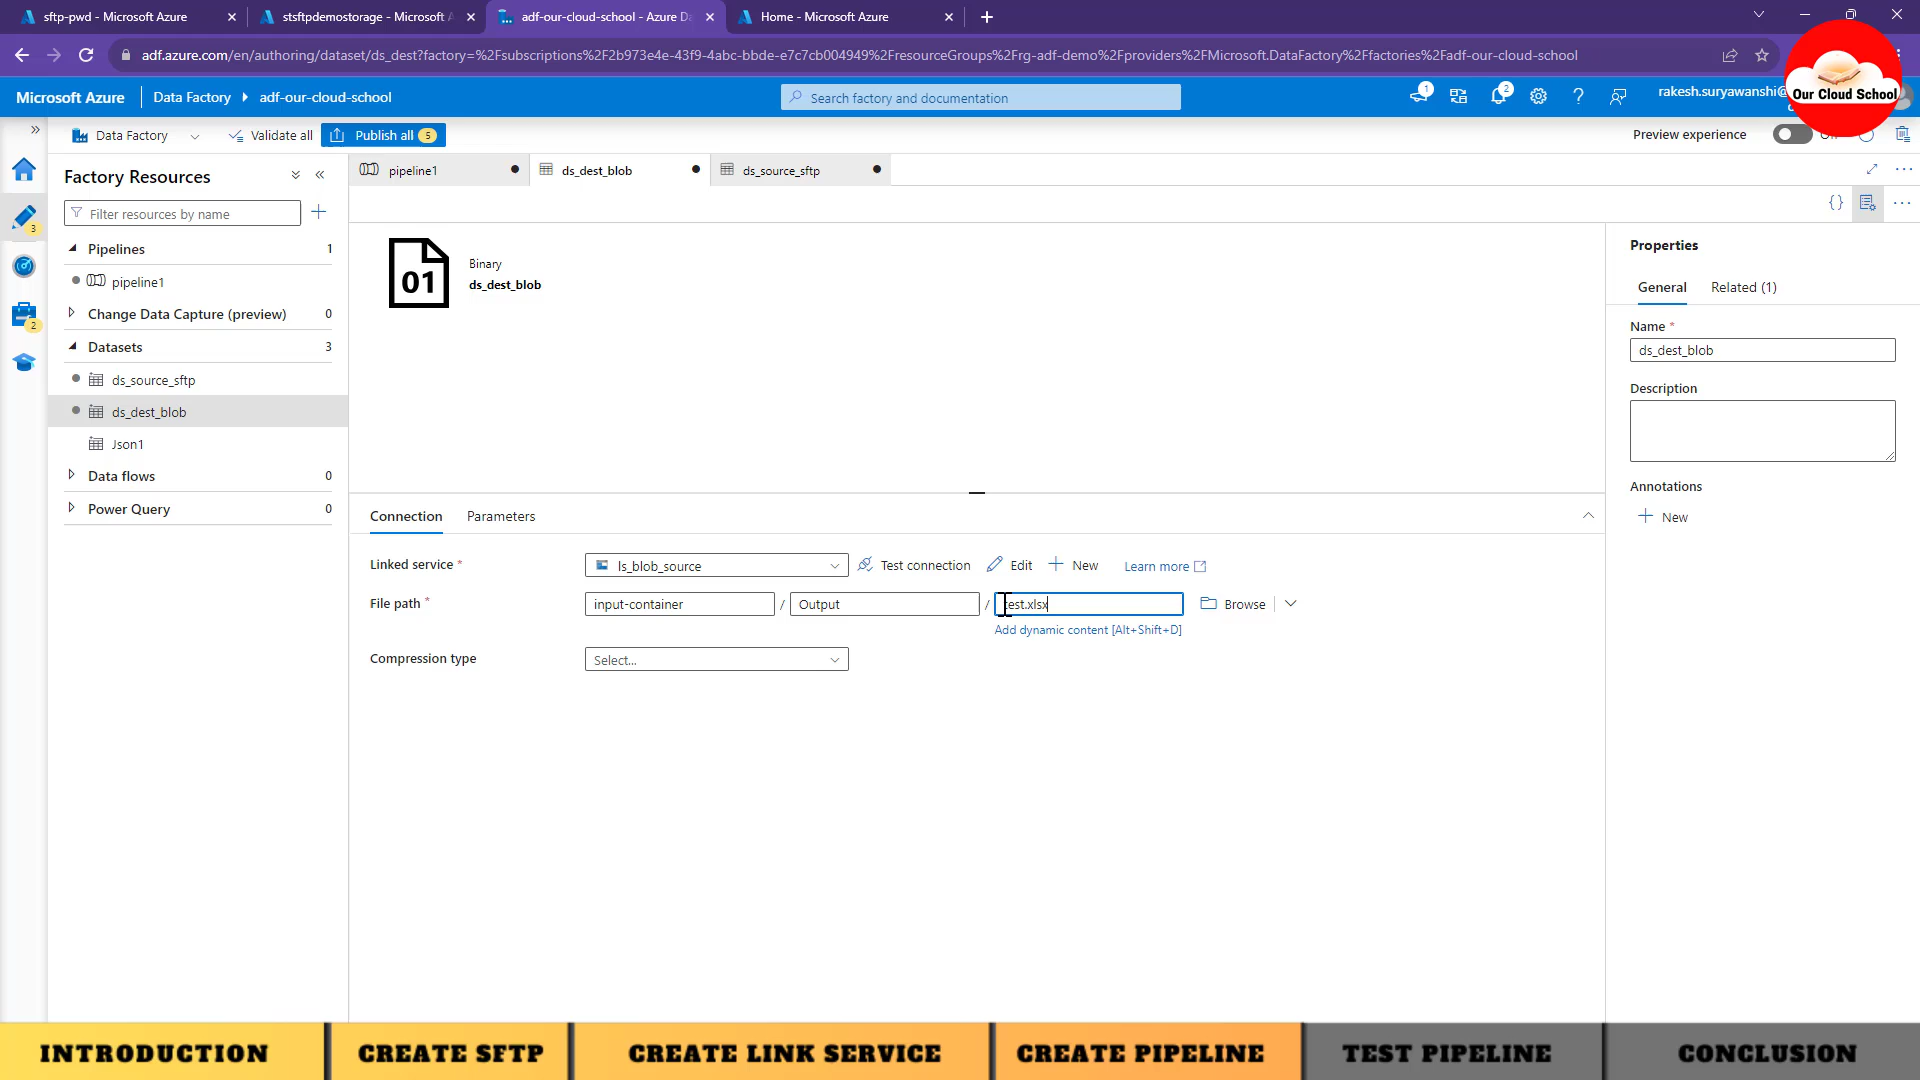 sftp-pwd - Microsoft Azure
stsftpdemostorage - Microsoft A
adf-our-cloud-school - Azure Da
Home - Microsoft Azure
adf.azure.com/en/authoring/dataset/ds_dest?factory=%2Fsubscriptions%2F2b973e4e-43f9-4abc-bbde-e7c7cb004949%2FresourceGroups%2Frg-adf-demo%2Fproviders%2FMicrosoft.DataFactory%2Ffactories%2Fadf-our-cloud-school
Microsoft Azure
Data Factory
adf-our-cloud-school
Search factory and documentation
1
2
rakesh.suryawanshi@
Our Cloud School
Data Factory
Validate all
Publish all
5
Preview experience
Factory Resources
Filter resources by name
3
2
Pipelines
1
pipeline1
Change Data Capture (preview)
0
Datasets
3
ds_source_sftp
ds_dest_blob
Json1
Data flows
0
Power Query
0
pipeline1
ds_dest_blob
ds_source_sftp
{}
01
Binary
ds_dest_blob
Connection
Parameters
Linked service *
ls_blob_source
Test connection
Edit
New
Learn more
File path *
input-container
/
Output
/
test.xlsx
Browse
Add dynamic content [Alt+Shift+D]
Compression type
Select...
Properties
General
Related (1)
Name *
ds_dest_blob
Description
Annotations
New
INTRODUCTION
CREATE SFTP
CREATE LINK SERVICE
CREATE PIPELINE
TEST PIPELINE
CONCLUSION